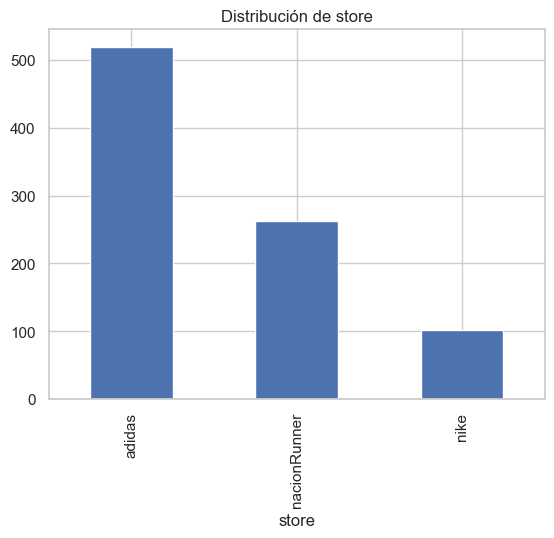 Distribución de store
500
400
300
200
100
0
adidas
nacionRunner
nike
store